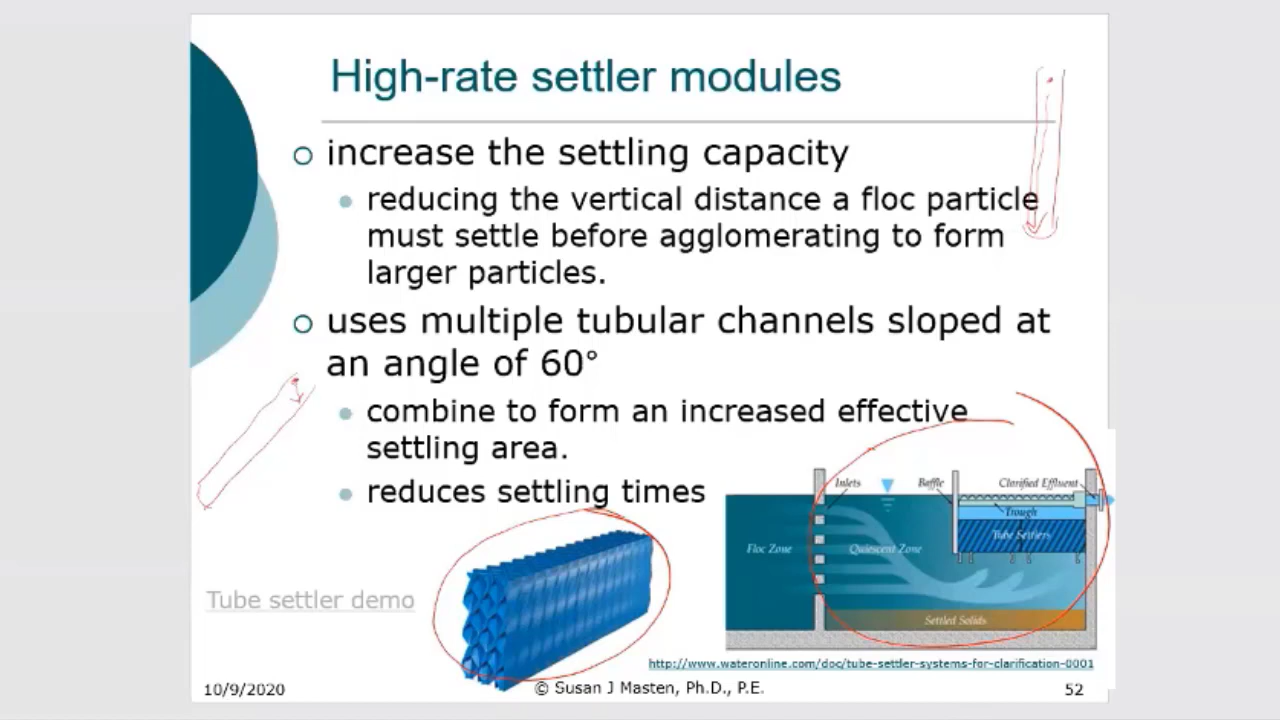 High-rate settler modules
increase the settling capacity
reducing the vertical distance a floc particle
must settle before agglomerating to form
larger particles.
uses multiple tubular channels sloped at
an angle of 60°
combine to form an increased effective
settling area.
reduces settling times
Inlets
Baffle
Clarified Effluent
Trough
Tube Settlers
Floc Zone
Quiescent Zone
Settled Solids
Tube settler demo
http://www.wateronline.com/doc/tube-settler-systems-for-clarification-0001
10/9/2020
© Susan J Masten, Ph.D., P.E.
52